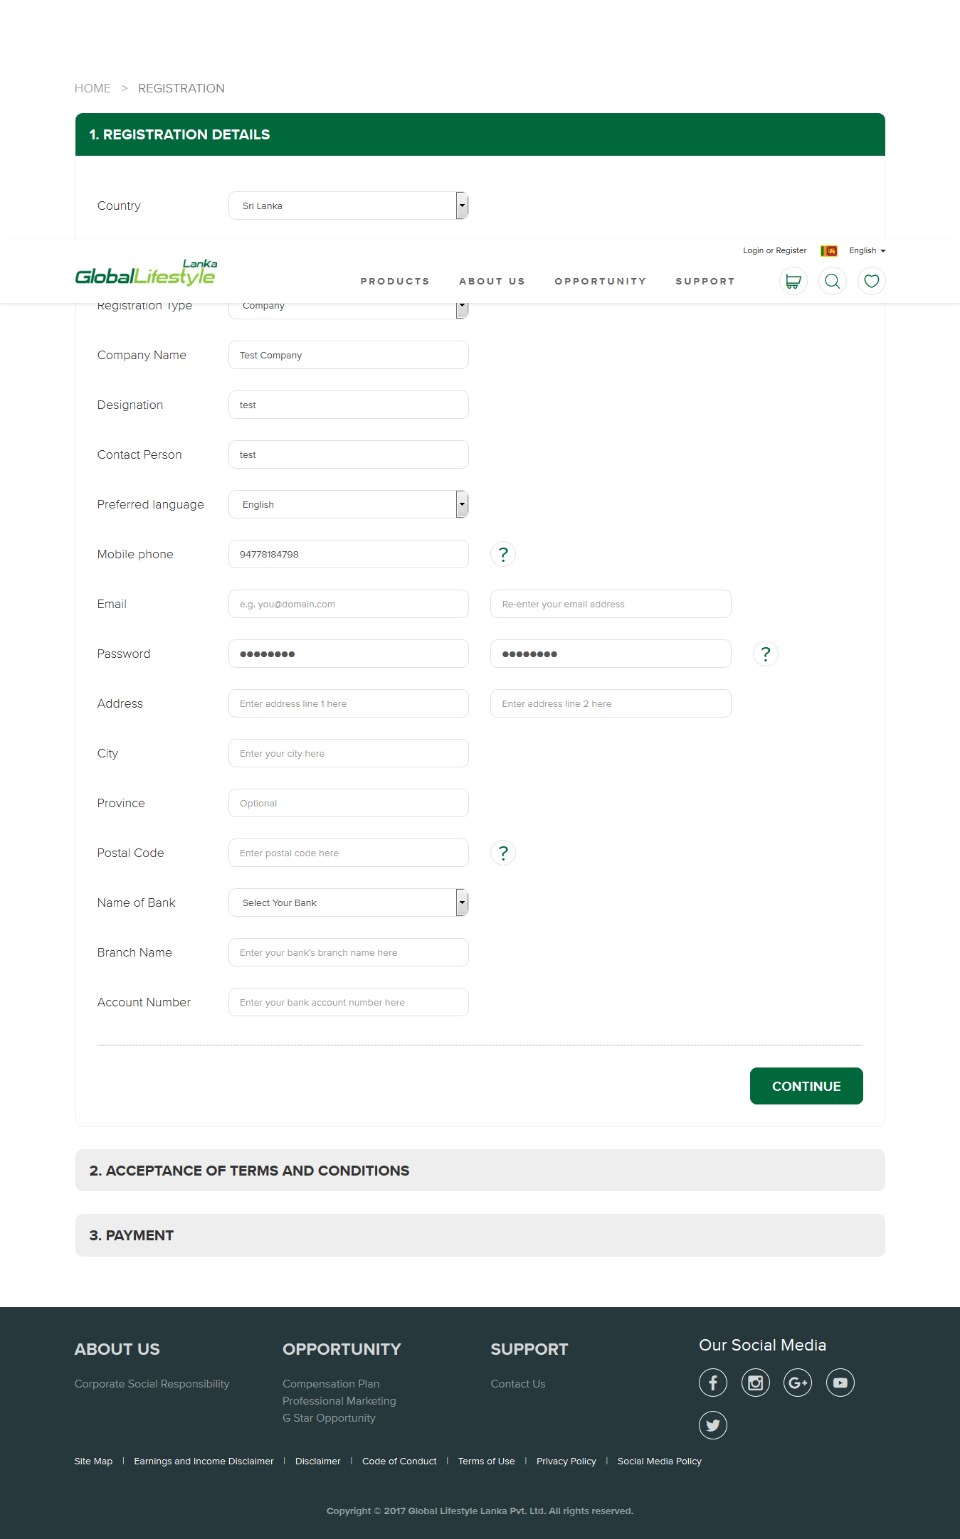 HOME > REGISTRATION
1. REGISTRATION DETAILS
Country Sri Lanka
Login or Register English
GlobalLifestyle Lanka
PRODUCTS ABOUT US OPPORTUNITY SUPPORT
Registration Type Company
Company Name Test Company
Designation test
Contact Person test
Preferred language English
Mobile phone 94778184798 ?
Email e.g. you@domain.com Re-enter your email address
Password ●●●●●●●● ●●●●●●●● ?
Address Enter address line 1 here Enter address line 2 here
City Enter your city here
Province Optional
Postal Code Enter postal code here ?
Name of Bank Select Your Bank
Branch Name Enter your bank's branch name here
Account Number Enter your bank account number here
CONTINUE
2. ACCEPTANCE OF TERMS AND CONDITIONS
3. PAYMENT
ABOUT US
Corporate Social Responsibility
OPPORTUNITY
Compensation Plan
Professional Marketing
G Star Opportunity
SUPPORT
Contact Us
Our Social Media
Site Map | Earnings and Income Disclaimer | Disclaimer | Code of Conduct | Terms of Use | Privacy Policy | Social Media Policy
Copyright © 2017 Global Lifestyle Lanka Pvt. Ltd. All rights reserved.